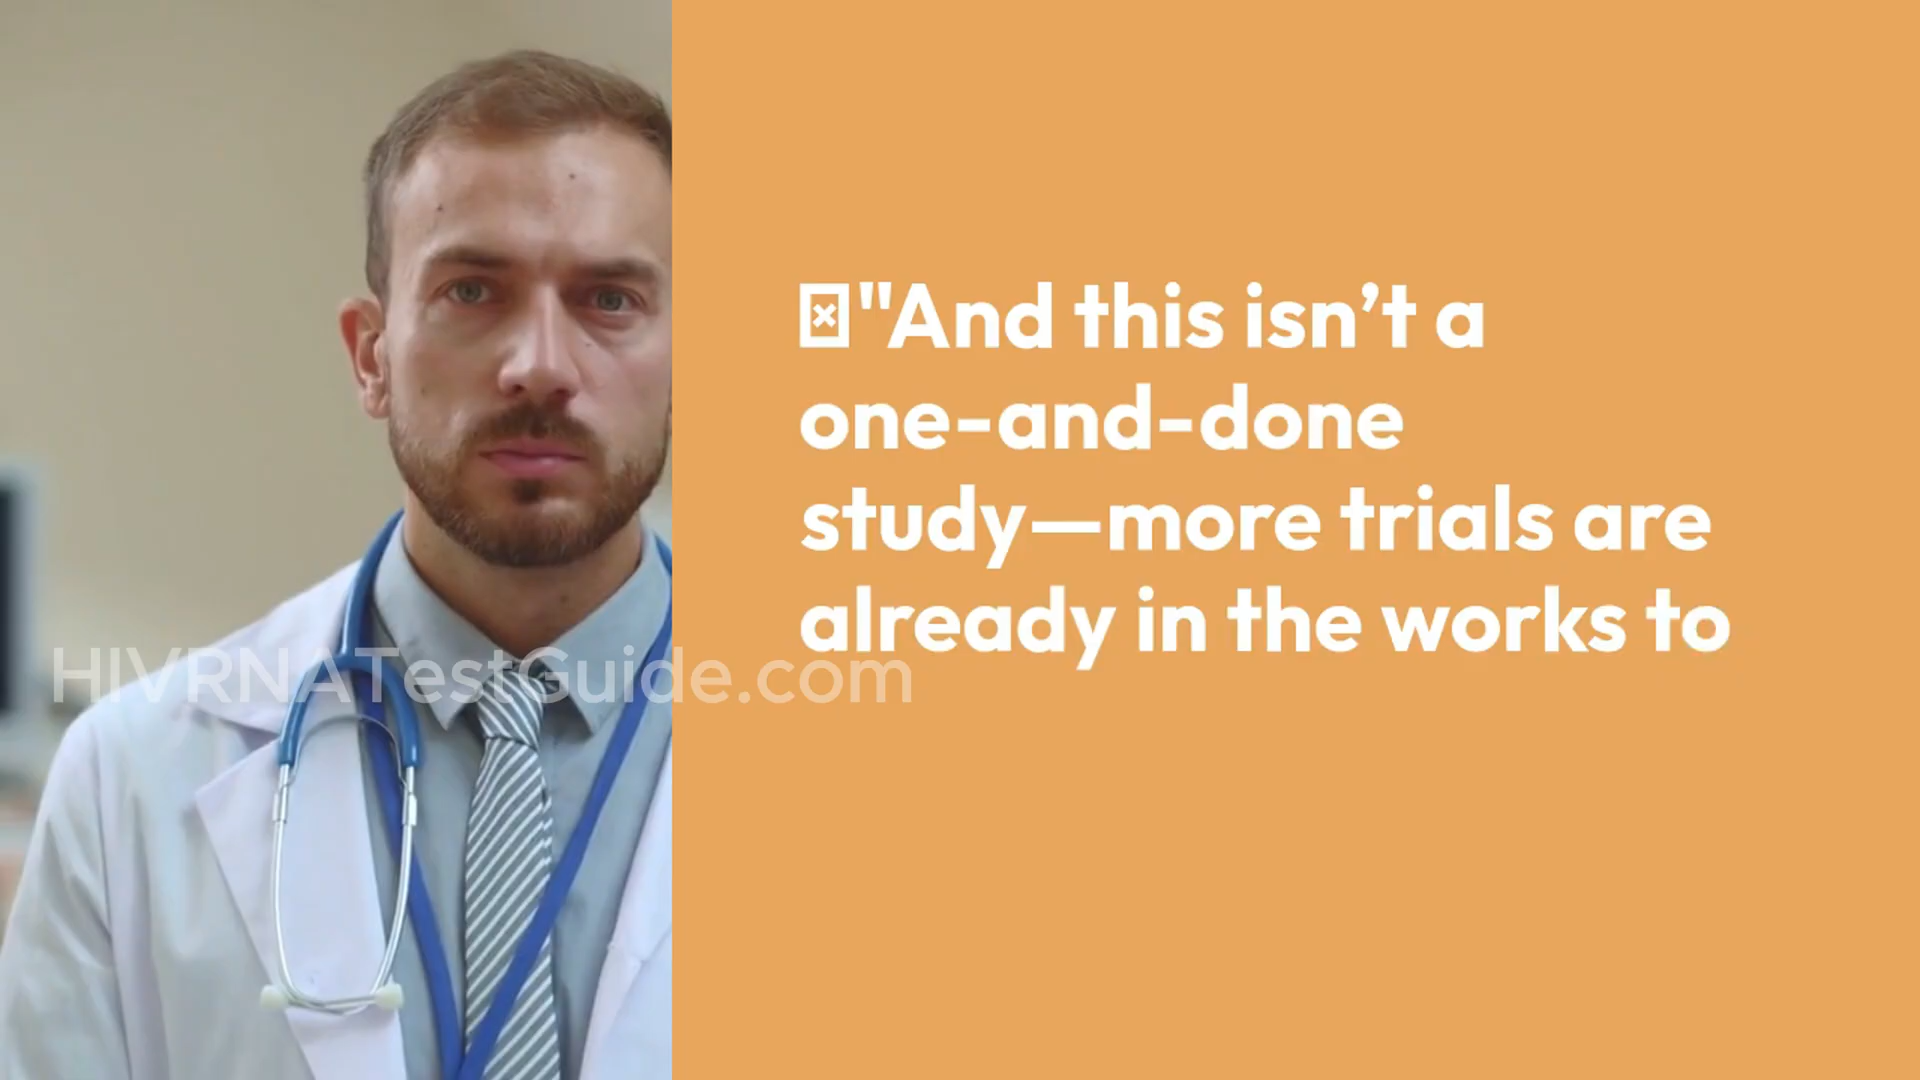 "And this isn’t a
one-and-done
study—more trials are
already in the works to
HIVRNATestGuide.com